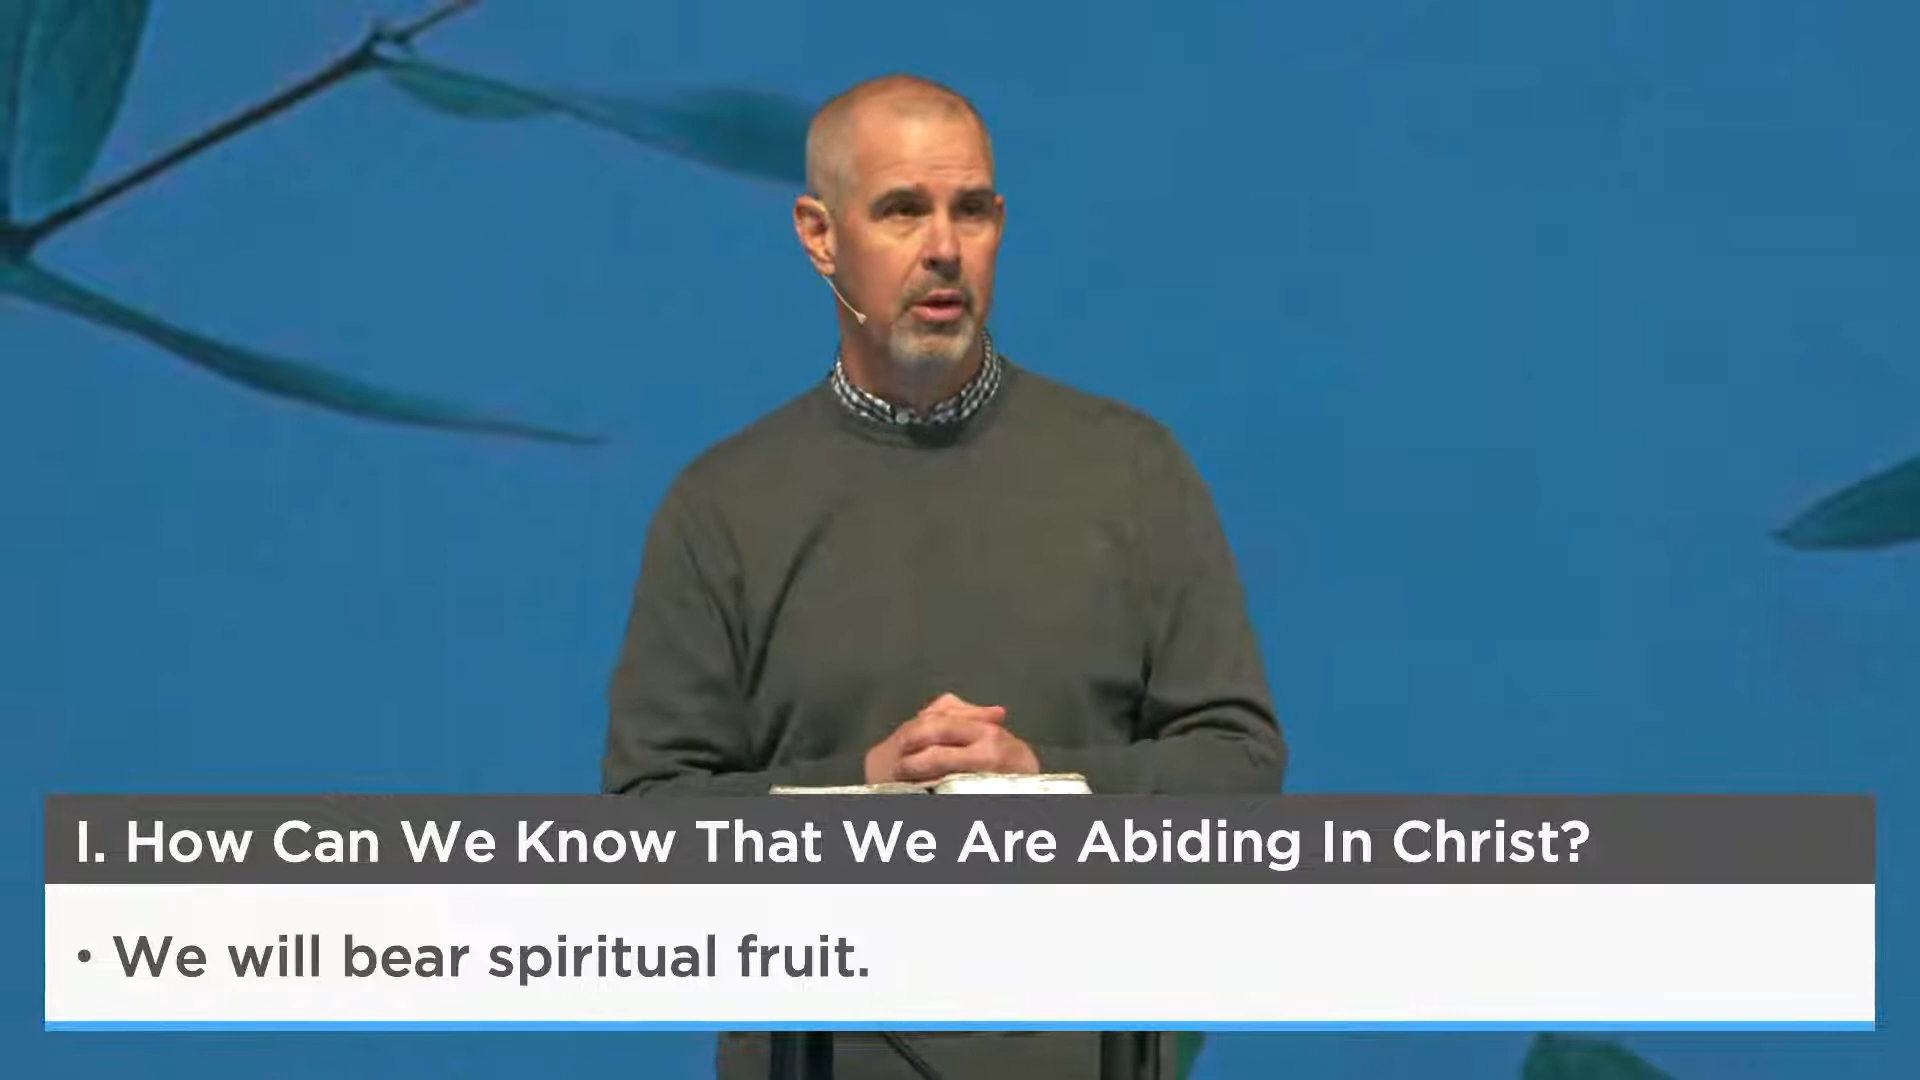 I. How Can We Know That We Are Abiding In Christ?
• We will bear spiritual fruit.